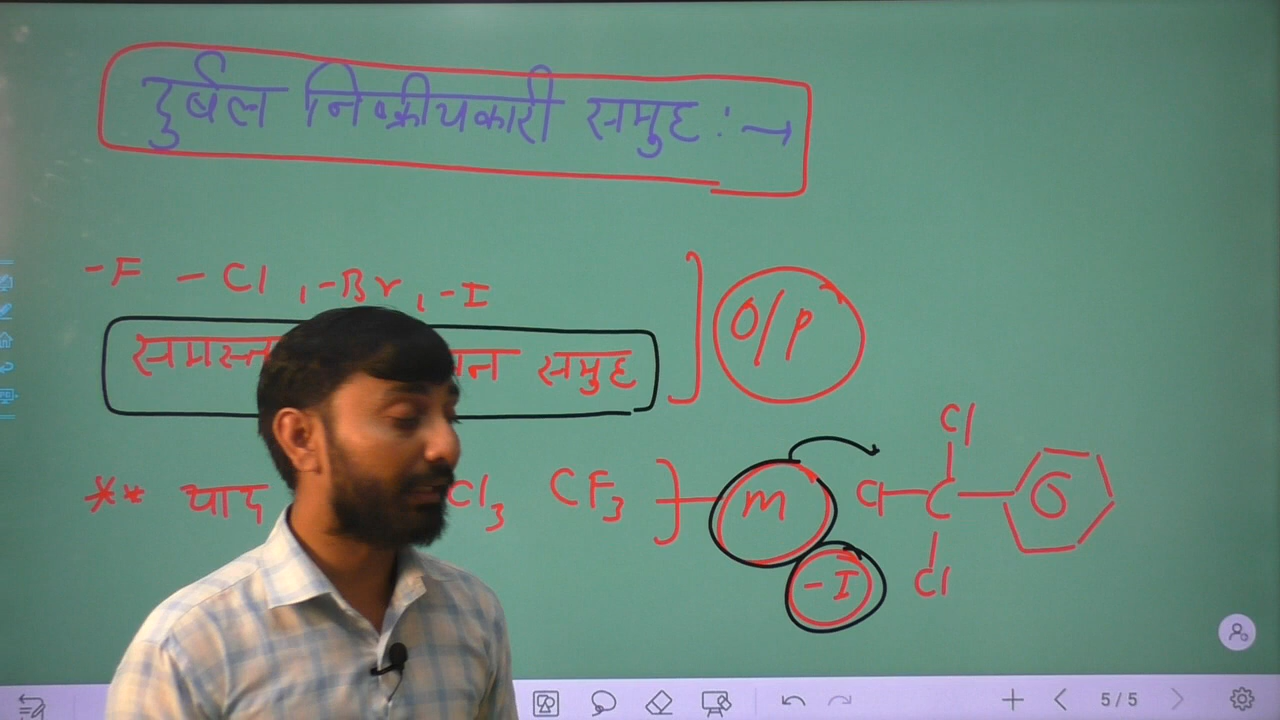 दुर्बल निष्क्रीयकारी समुह :→
-F -Cl, -Br, -I
समस्त समुह
O/P
** याद Cl3 CF3
m
-I
Cl
Cl-C
Cl
5/5